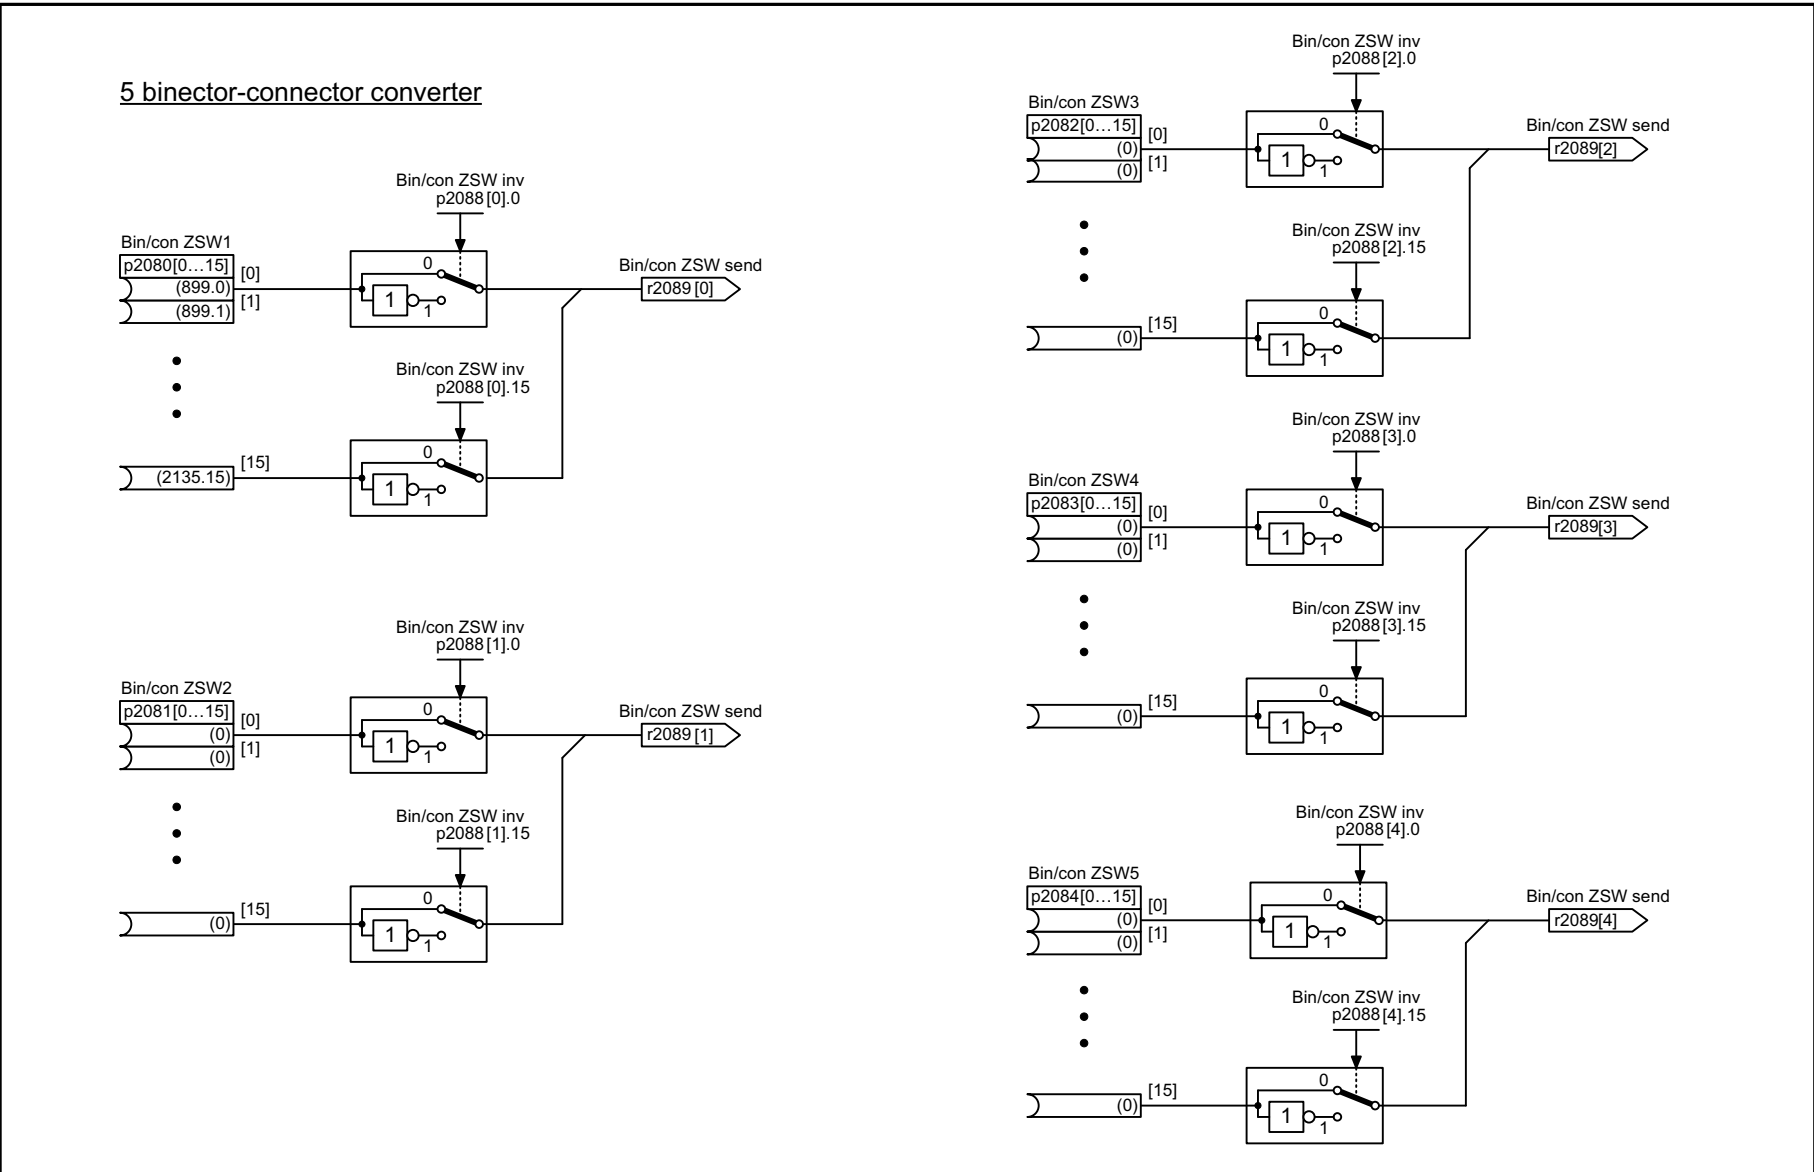 5 binector-connector converter
Bin/con ZSW inv
p2088[0].0
Bin/con ZSW1
p2080[0...15]
[0]
(899.0)
[1]
(899.1)
0
1
1
Bin/con ZSW send
r2089[0]
Bin/con ZSW inv
p2088[0].15
[15]
(2135.15)
0
1
1
Bin/con ZSW inv
p2088[1].0
Bin/con ZSW2
p2081[0...15]
[0]
(0)
[1]
(0)
0
1
1
Bin/con ZSW send
r2089[1]
Bin/con ZSW inv
p2088[1].15
[15]
(0)
0
1
1
Bin/con ZSW inv
p2088[2].0
Bin/con ZSW3
p2082[0...15]
[0]
(0)
[1]
(0)
0
1
1
Bin/con ZSW send
r2089[2]
Bin/con ZSW inv
p2088[2].15
[15]
(0)
0
1
1
Bin/con ZSW inv
p2088[3].0
Bin/con ZSW4
p2083[0...15]
[0]
(0)
[1]
(0)
0
1
1
Bin/con ZSW send
r2089[3]
Bin/con ZSW inv
p2088[3].15
[15]
(0)
0
1
1
Bin/con ZSW inv
p2088[4].0
Bin/con ZSW5
p2084[0...15]
[0]
(0)
[1]
(0)
0
1
1
Bin/con ZSW send
r2089[4]
Bin/con ZSW inv
p2088[4].15
[15]
(0)
0
1
1